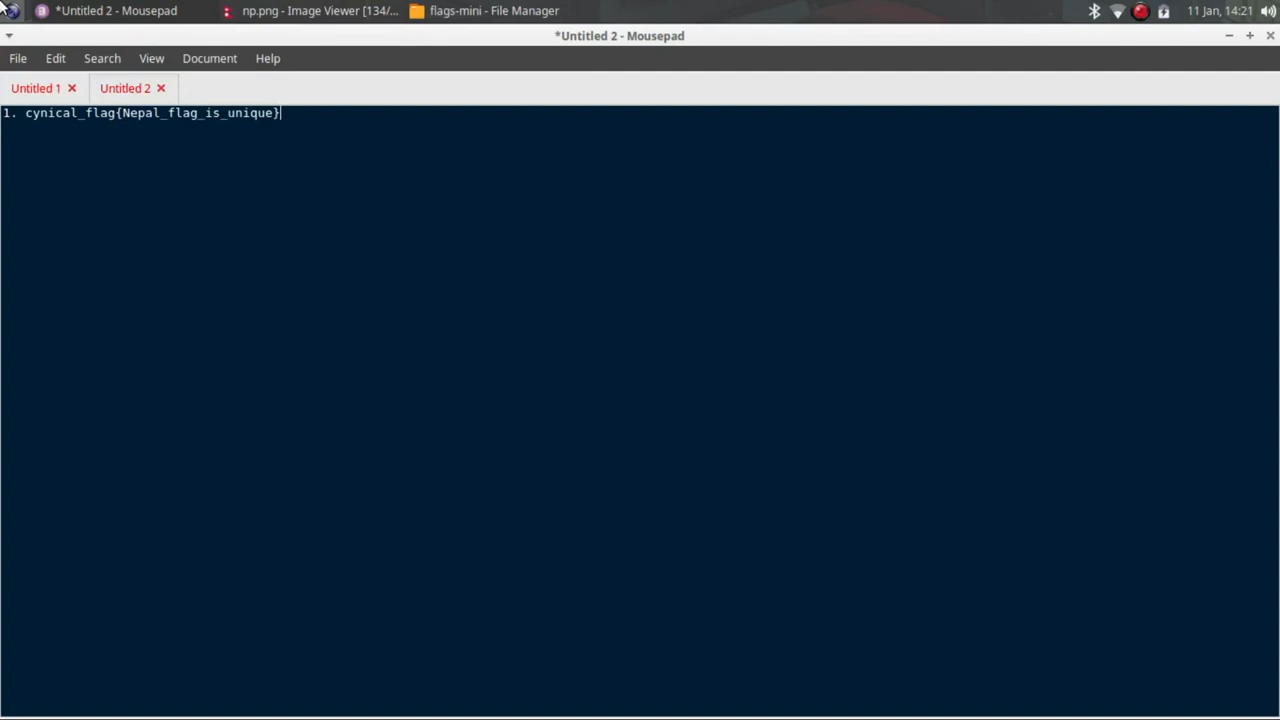 *Untitled 2 - Mousepad
np.png - Image Viewer [134/...
flags-mini - File Manager
11 Jan, 14:21
*Untitled 2 - Mousepad
File Edit Search View Document Help
Untitled 1 Untitled 2
1. cynical_flag{Nepal_flag_is_unique}